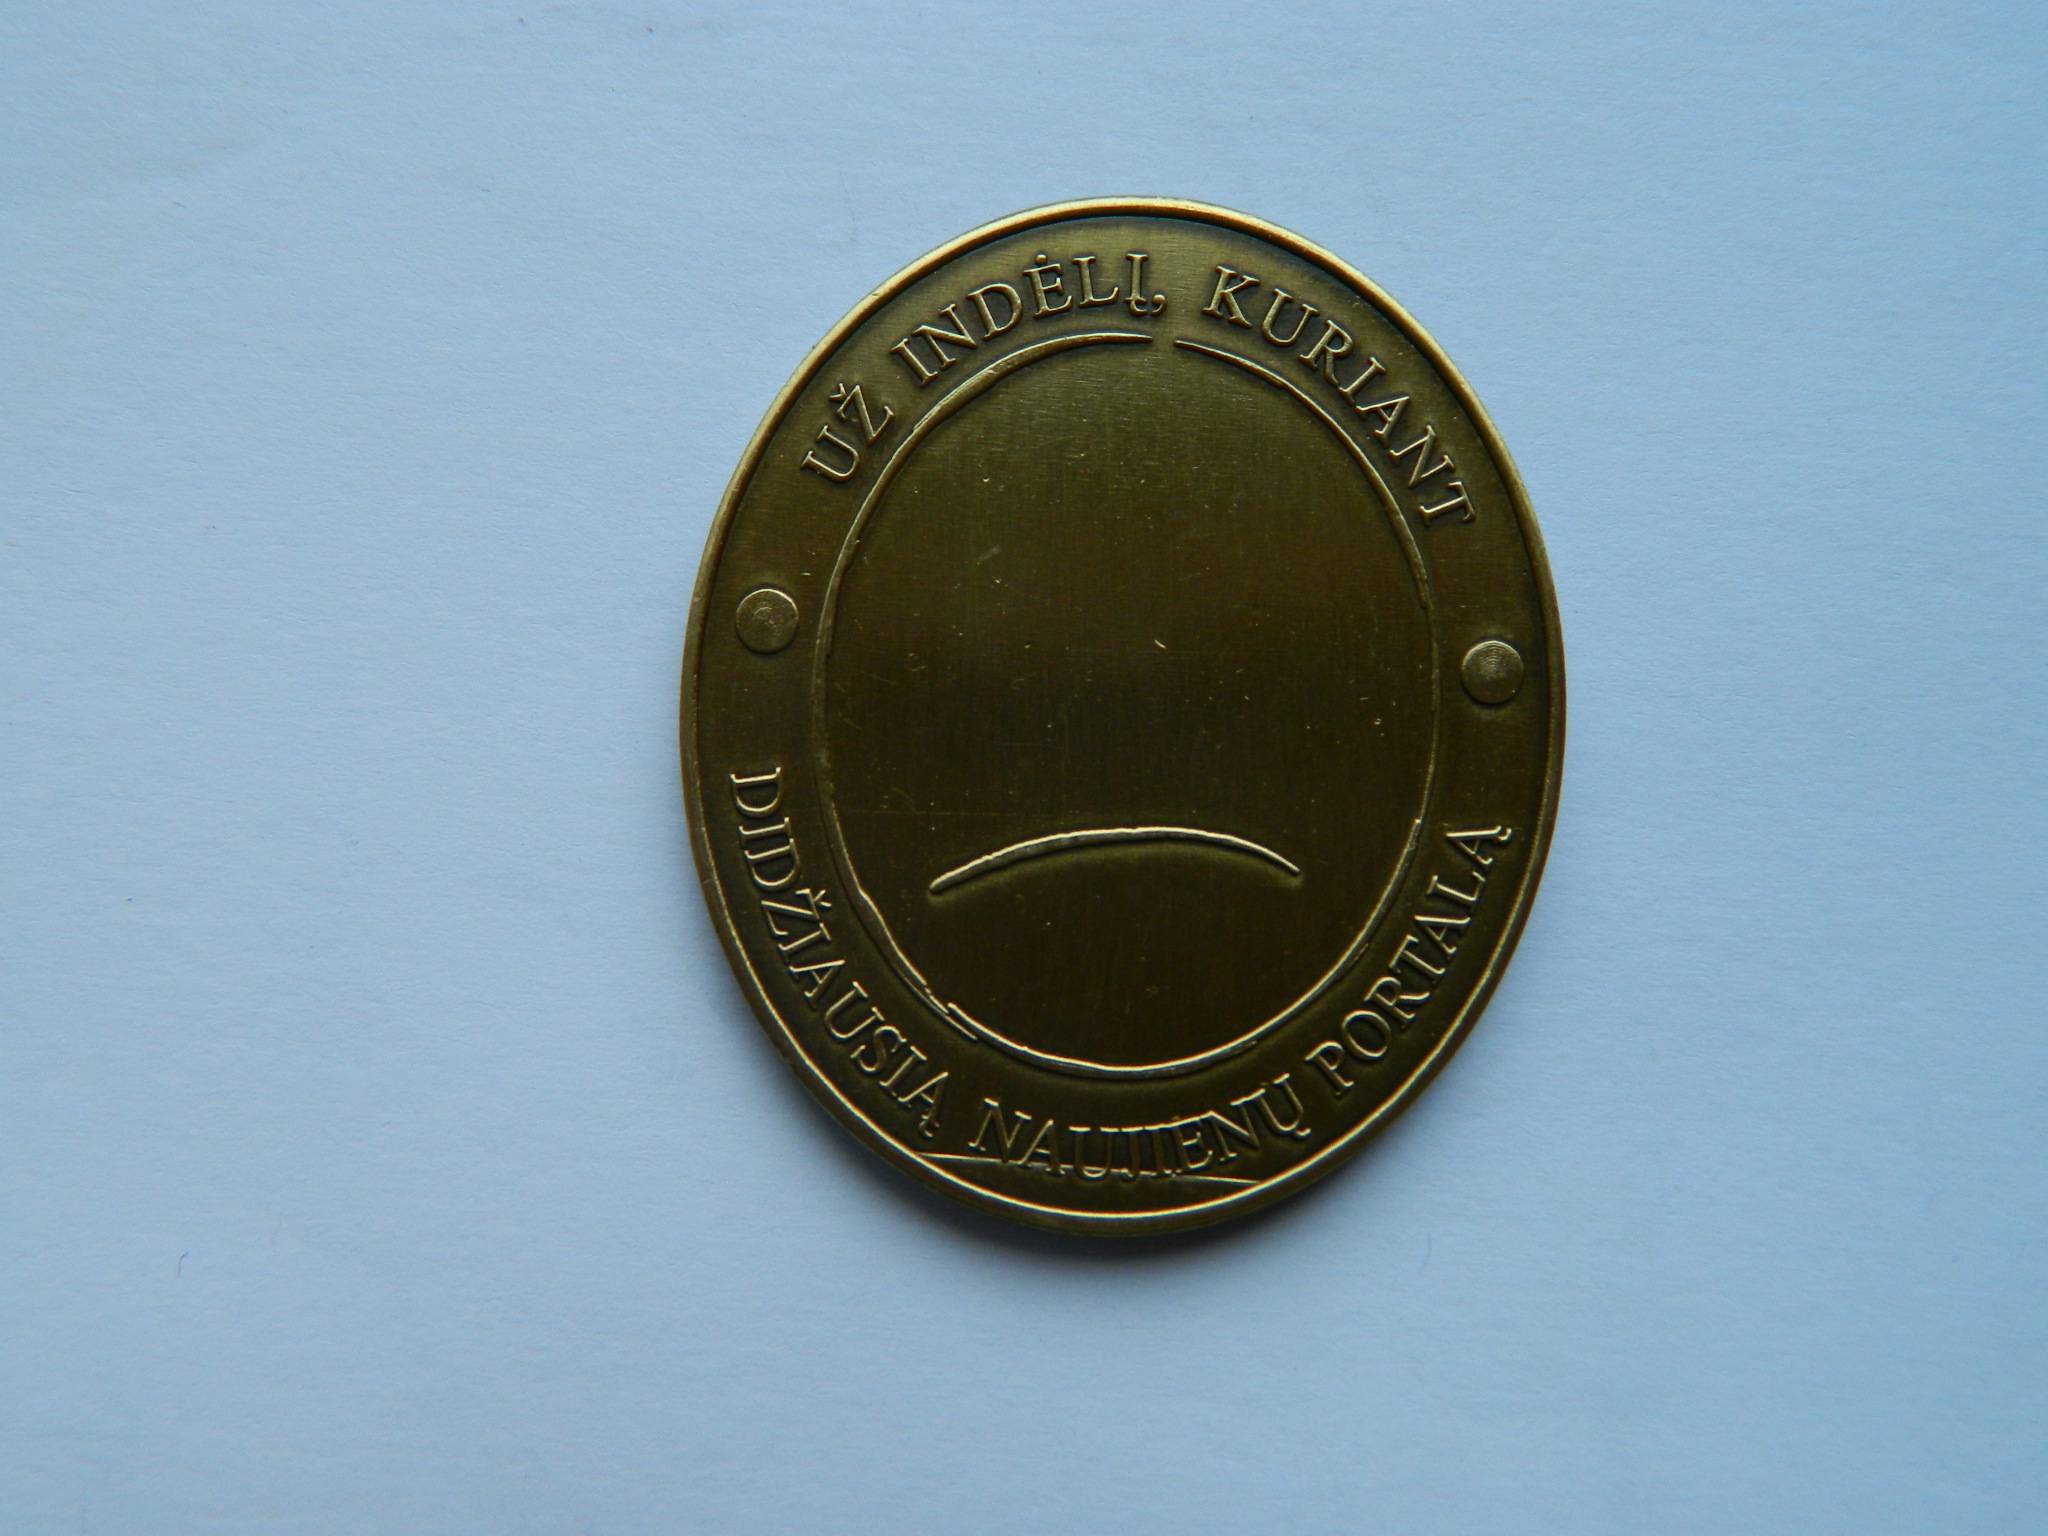 UŽ INDĖLĮ, KURIANT
DIDŽIAUSIĄ NAUJIENŲ PORTALĄ